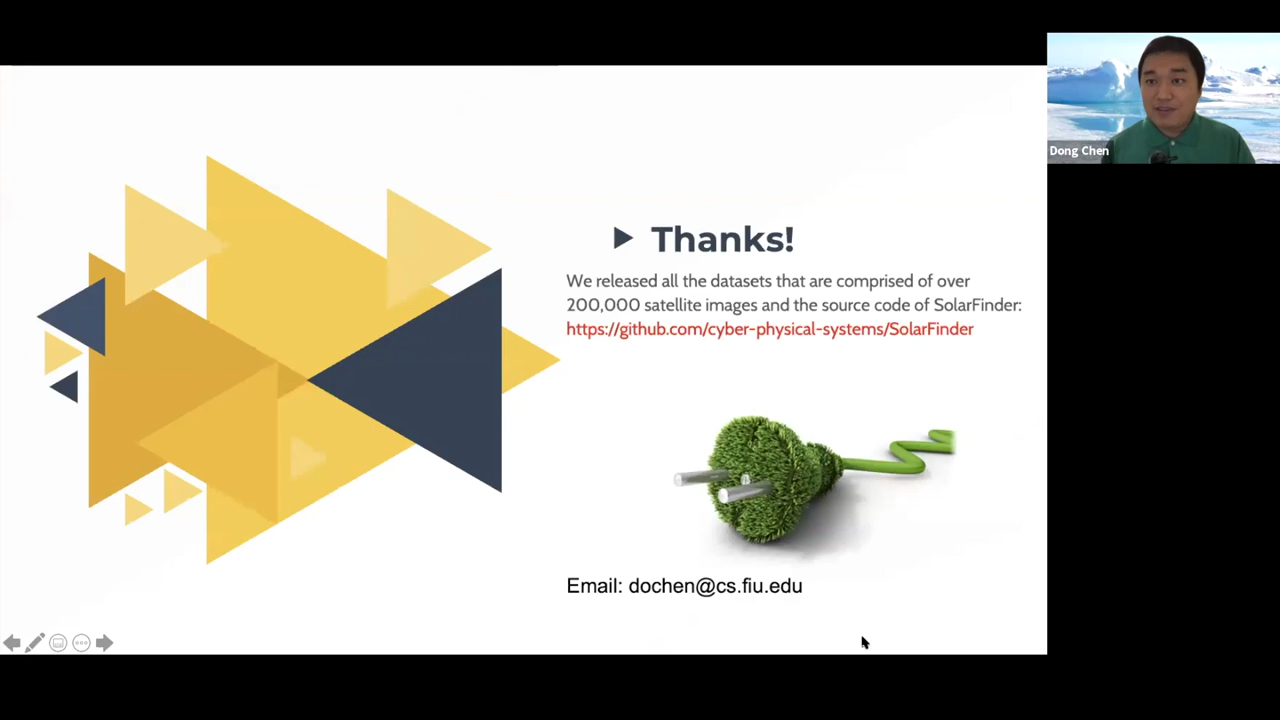 Dong Chen
Thanks!
We released all the datasets that are comprised of over
200,000 satellite images and the source code of SolarFinder:
https://github.com/cyber-physical-systems/SolarFinder
Email: dochen@cs.fiu.edu